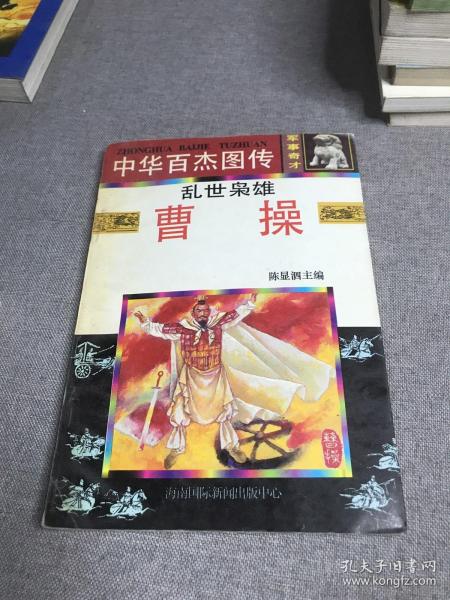 ZHONGHUA BAIJIE TUZHUAN
中华百杰图传
军事奇才
乱世枭雄
曹操
陈显泗主编
曹操
海南国际新闻出版中心
孔夫子旧书网
www.kongfz.com